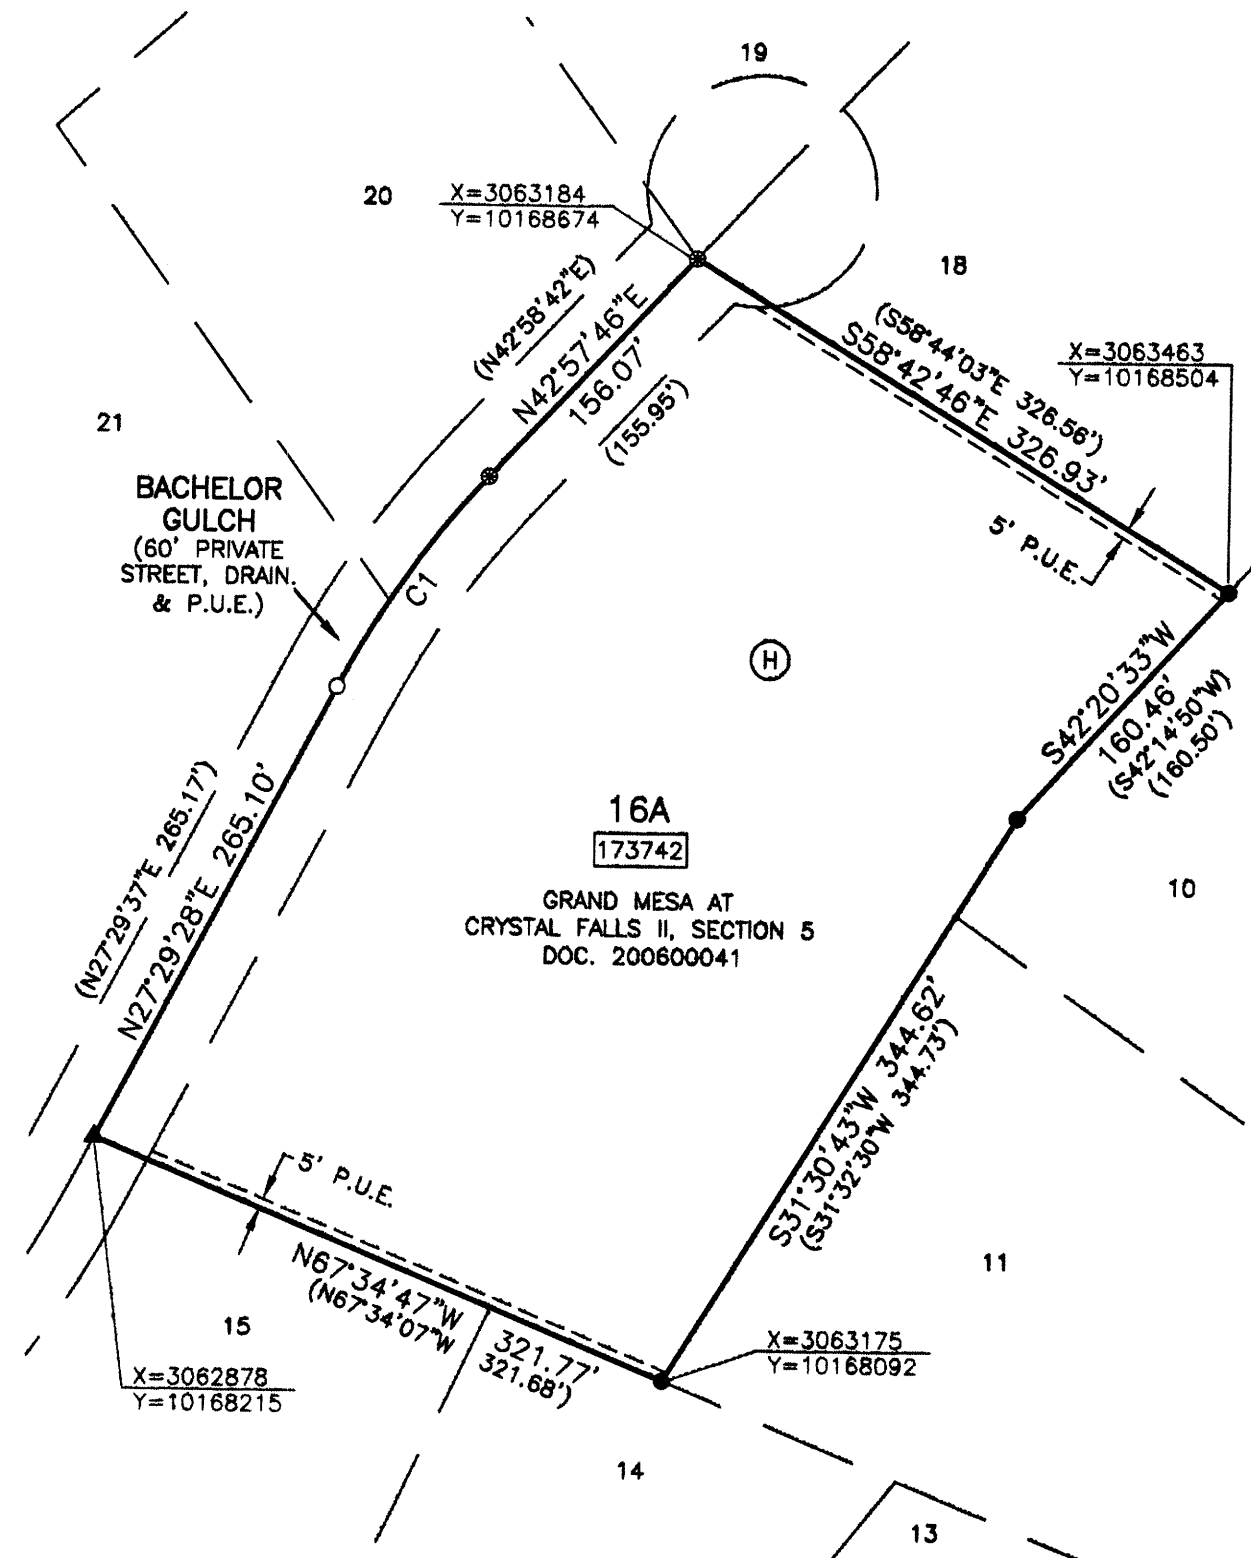 19
20
X=3063184
Y=10168674
18
(N42°58'42"E)
N42°57'46"E
156.07'
(155.95')
(S58°44'03"E 326.56')
S58°42'46"E 326.93'
X=3063463
Y=10168504
21
BACHELOR
GULCH
(60' PRIVATE
STREET, DRAIN.
& P.U.E.)
C1
5' P.U.E.
H
S42°20'33"W
160.46'
(S42°14'50"W)
(160.50')
(N27°29'37"E 265.17')
N27°29'28"E 265.10'
16A
173742
GRAND MESA AT
CRYSTAL FALLS II, SECTION 5
DOC. 200600041
10
S31°30'43"W 344.62'
(S31°32'30"W 344.73')
5' P.U.E.
N67°34'47"W 321.77'
(N67°34'07"W 321.68')
11
15
X=3062878
Y=10168215
X=3063175
Y=10168092
14
13